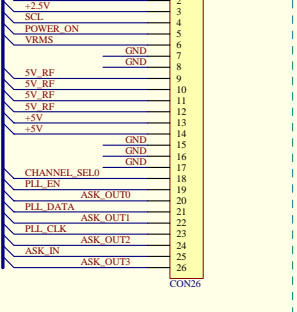 2
+2.5V
3
SCL
4
POWER_ON
5
VRMS
6
GND
7
GND
8
5V_RF
9
5V_RF
10
5V_RF
11
5V_RF
12
+5V
13
+5V
14
GND
15
GND
16
GND
17
CHANNEL_SEL0
18
PLL_EN
19
ASK_OUT0
20
PLL_DATA
21
ASK_OUT1
22
PLL_CLK
23
ASK_OUT2
24
ASK_IN
25
ASK_OUT3
26
CON26